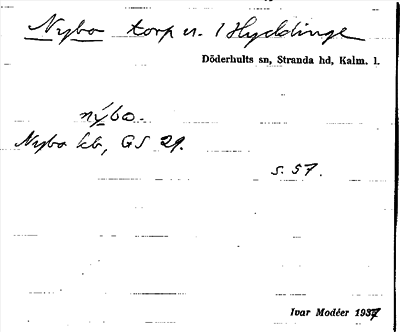 Nybo torp u. 1 Hyddinge
Döderhults sn, Stranda hd, Kalm. l.
nýbo-
Nybo kb, GS 29.
s. 57.
Ivar Modéer 1937